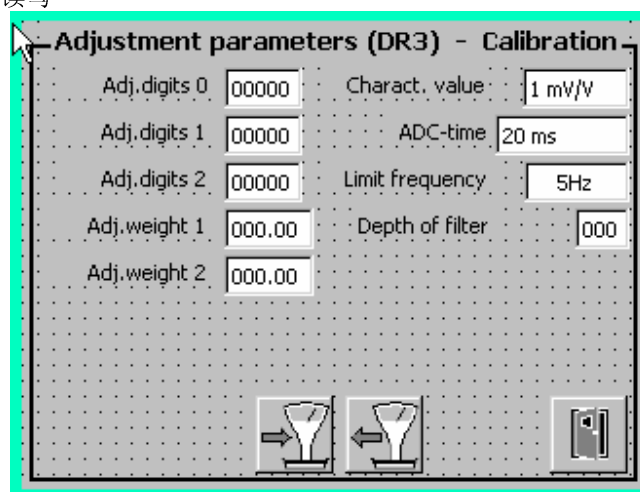 读写
Adjustment parameters (DR3) - Calibration
Adj.digits 0 00000 Charact. value 1 mV/V
Adj.digits 1 00000 ADC-time 20 ms
Adj.digits 2 00000 Limit frequency 5Hz
Adj.weight 1 000.00 Depth of filter 000
Adj.weight 2 000.00